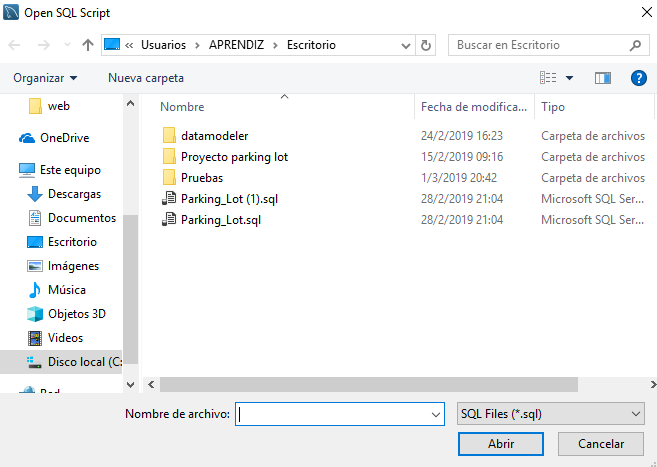 Open SQL Script
« Usuarios > APRENDIZ > Escritorio
Buscar en Escritorio
Organizar
Nueva carpeta
web
OneDrive
Este equipo
Descargas
Documentos
Escritorio
Imágenes
Música
Objetos 3D
Videos
Disco local (C:
Nombre Fecha de modifica... Tipo
datamodeler 24/2/2019 16:23 Carpeta de archivos
Proyecto parking lot 15/2/2019 09:16 Carpeta de archivos
Pruebas 1/3/2019 20:42 Carpeta de archivos
Parking_Lot (1).sql 28/2/2019 21:04 Microsoft SQL Ser...
Parking_Lot.sql 28/2/2019 21:04 Microsoft SQL Ser...
Nombre de archivo:
SQL Files (*.sql)
Abrir
Cancelar